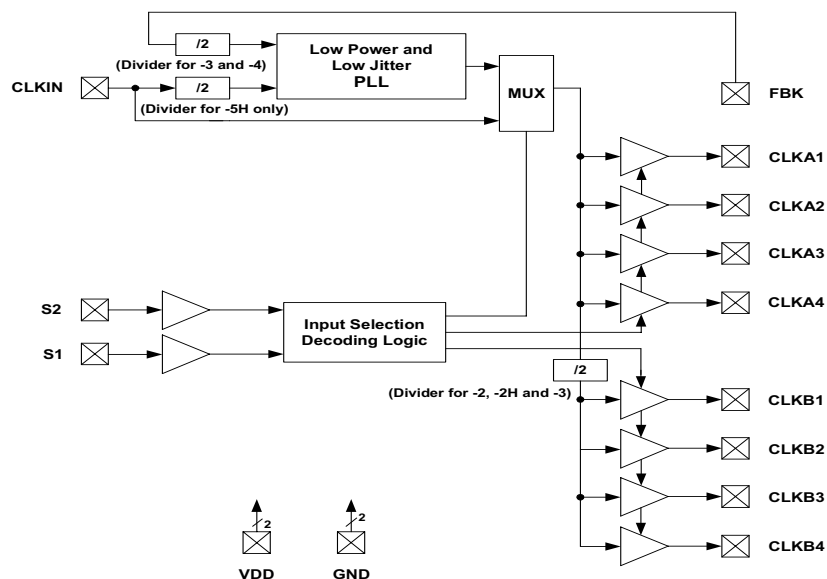 /2
Low Power and
Low Jitter
PLL
(Divider for -3 and -4)
MUX
CLKIN
/2
(Divider for -5H only)
FBK
CLKA1
CLKA2
CLKA3
CLKA4
S2
S1
Input Selection
Decoding Logic
/2
(Divider for -2, -2H and -3)
CLKB1
CLKB2
CLKB3
CLKB4
2
2
VDD
GND